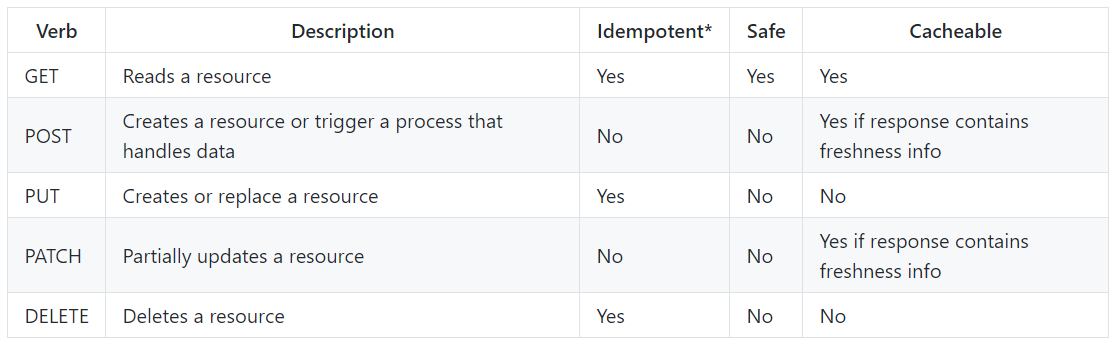 Verb Description Idempotent* Safe Cacheable
GET Reads a resource Yes Yes Yes
POST Creates a resource or trigger a process that handles data No No Yes if response contains freshness info
PUT Creates or replace a resource Yes No No
PATCH Partially updates a resource No No Yes if response contains freshness info
DELETE Deletes a resource Yes No No